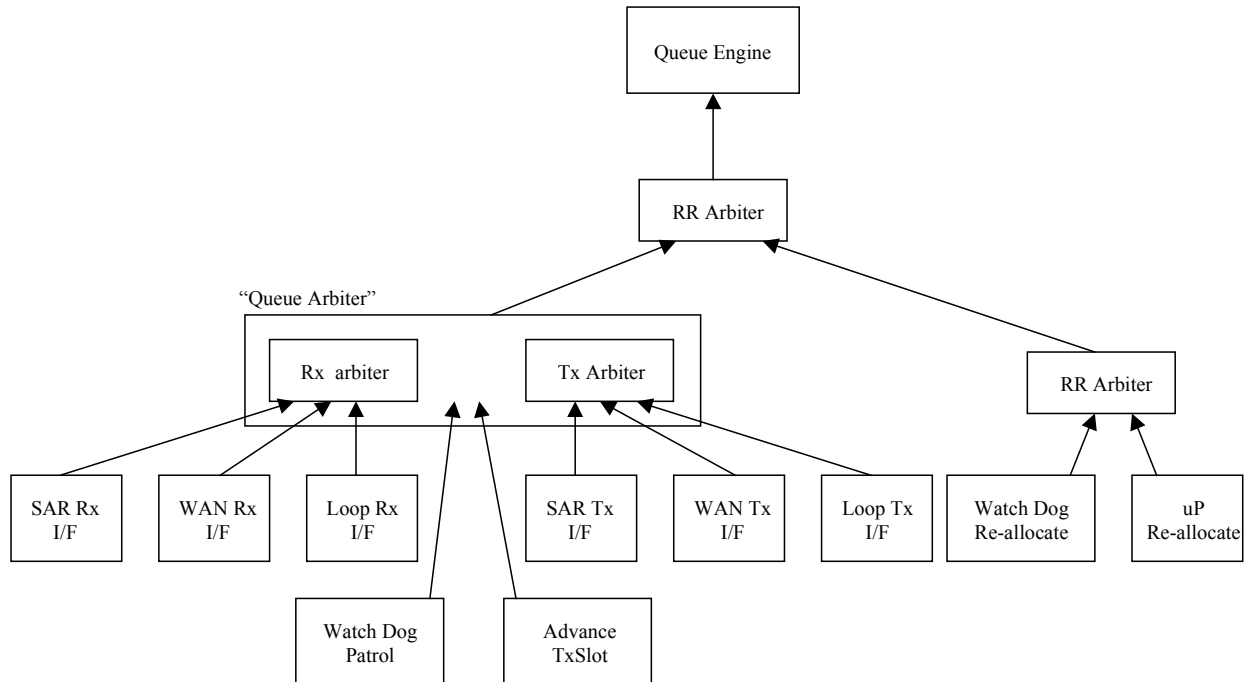 Queue Engine
RR Arbiter
“Queue Arbiter”
Rx arbiter
Tx Arbiter
RR Arbiter
SAR Rx
I/F
WAN Rx
I/F
Loop Rx
I/F
SAR Tx
I/F
WAN Tx
I/F
Loop Tx
I/F
Watch Dog
Re-allocate
uP
Re-allocate
Watch Dog
Patrol
Advance
TxSlot